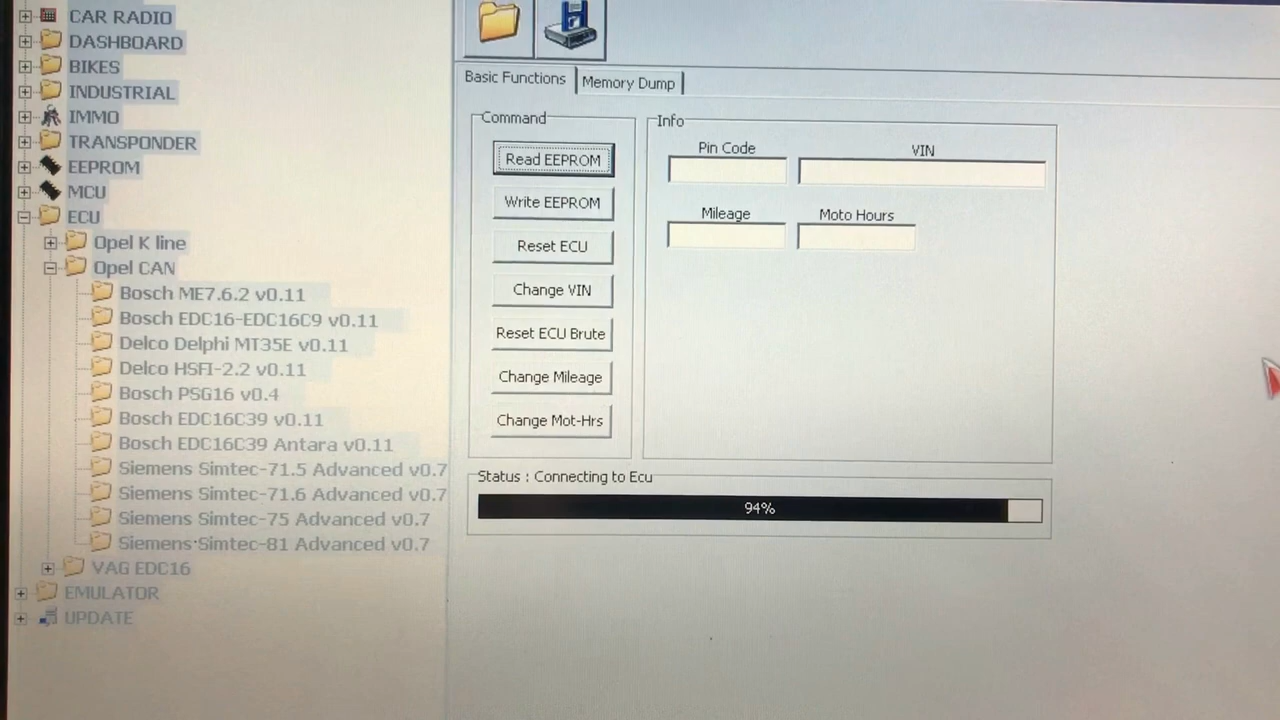 CAR RADIO
DASHBOARD
BIKES
INDUSTRIAL
IMMO
TRANSPONDER
EEPROM
MCU
ECU
Opel K line
Opel CAN
Bosch ME7.6.2 v0.11
Bosch EDC16-EDC16C9 v0.11
Delco Delphi MT35E v0.11
Delco HSFI-2.2 v0.11
Bosch PSG16 v0.4
Bosch EDC16C39 v0.11
Bosch EDC16C39 Antara v0.11
Siemens Simtec-71.5 Advanced v0.7
Siemens Simtec-71.6 Advanced v0.7
Siemens Simtec-75 Advanced v0.7
Siemens Simtec-81 Advanced v0.7
VAG EDC16
EMULATOR
UPDATE
Basic Functions
Memory Dump
Command
Read EEPROM
Write EEPROM
Reset ECU
Change VIN
Reset ECU Brute
Change Mileage
Change Mot-Hrs
Info
Pin Code
VIN
Mileage
Moto Hours
Status : Connecting to Ecu
94%